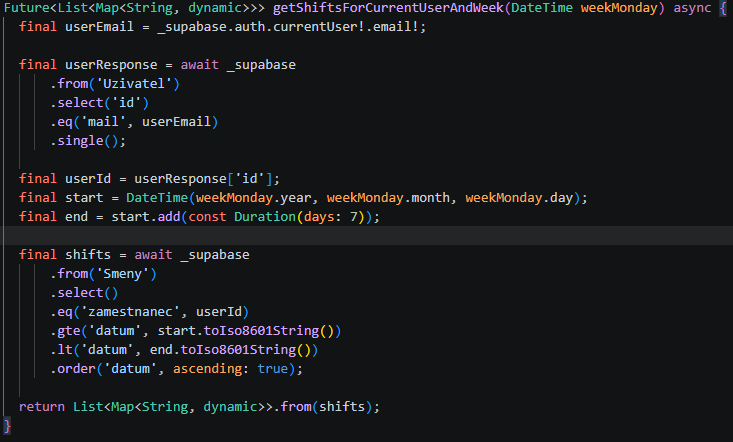 Future<List<Map<String, dynamic>>> getShiftsForCurrentUserAndWeek(DateTime weekMonday) async {
  final userEmail = _supabase.auth.currentUser!.email!;

  final userResponse = await _supabase
      .from('Uzivatel')
      .select('id')
      .eq('mail', userEmail)
      .single();

  final userId = userResponse['id'];
  final start = DateTime(weekMonday.year, weekMonday.month, weekMonday.day);
  final end = start.add(const Duration(days: 7));

  final shifts = await _supabase
      .from('Smeny')
      .select()
      .eq('zamestnanec', userId)
      .gte('datum', start.toIso8601String())
      .lt('datum', end.toIso8601String())
      .order('datum', ascending: true);

  return List<Map<String, dynamic>>.from(shifts);
}